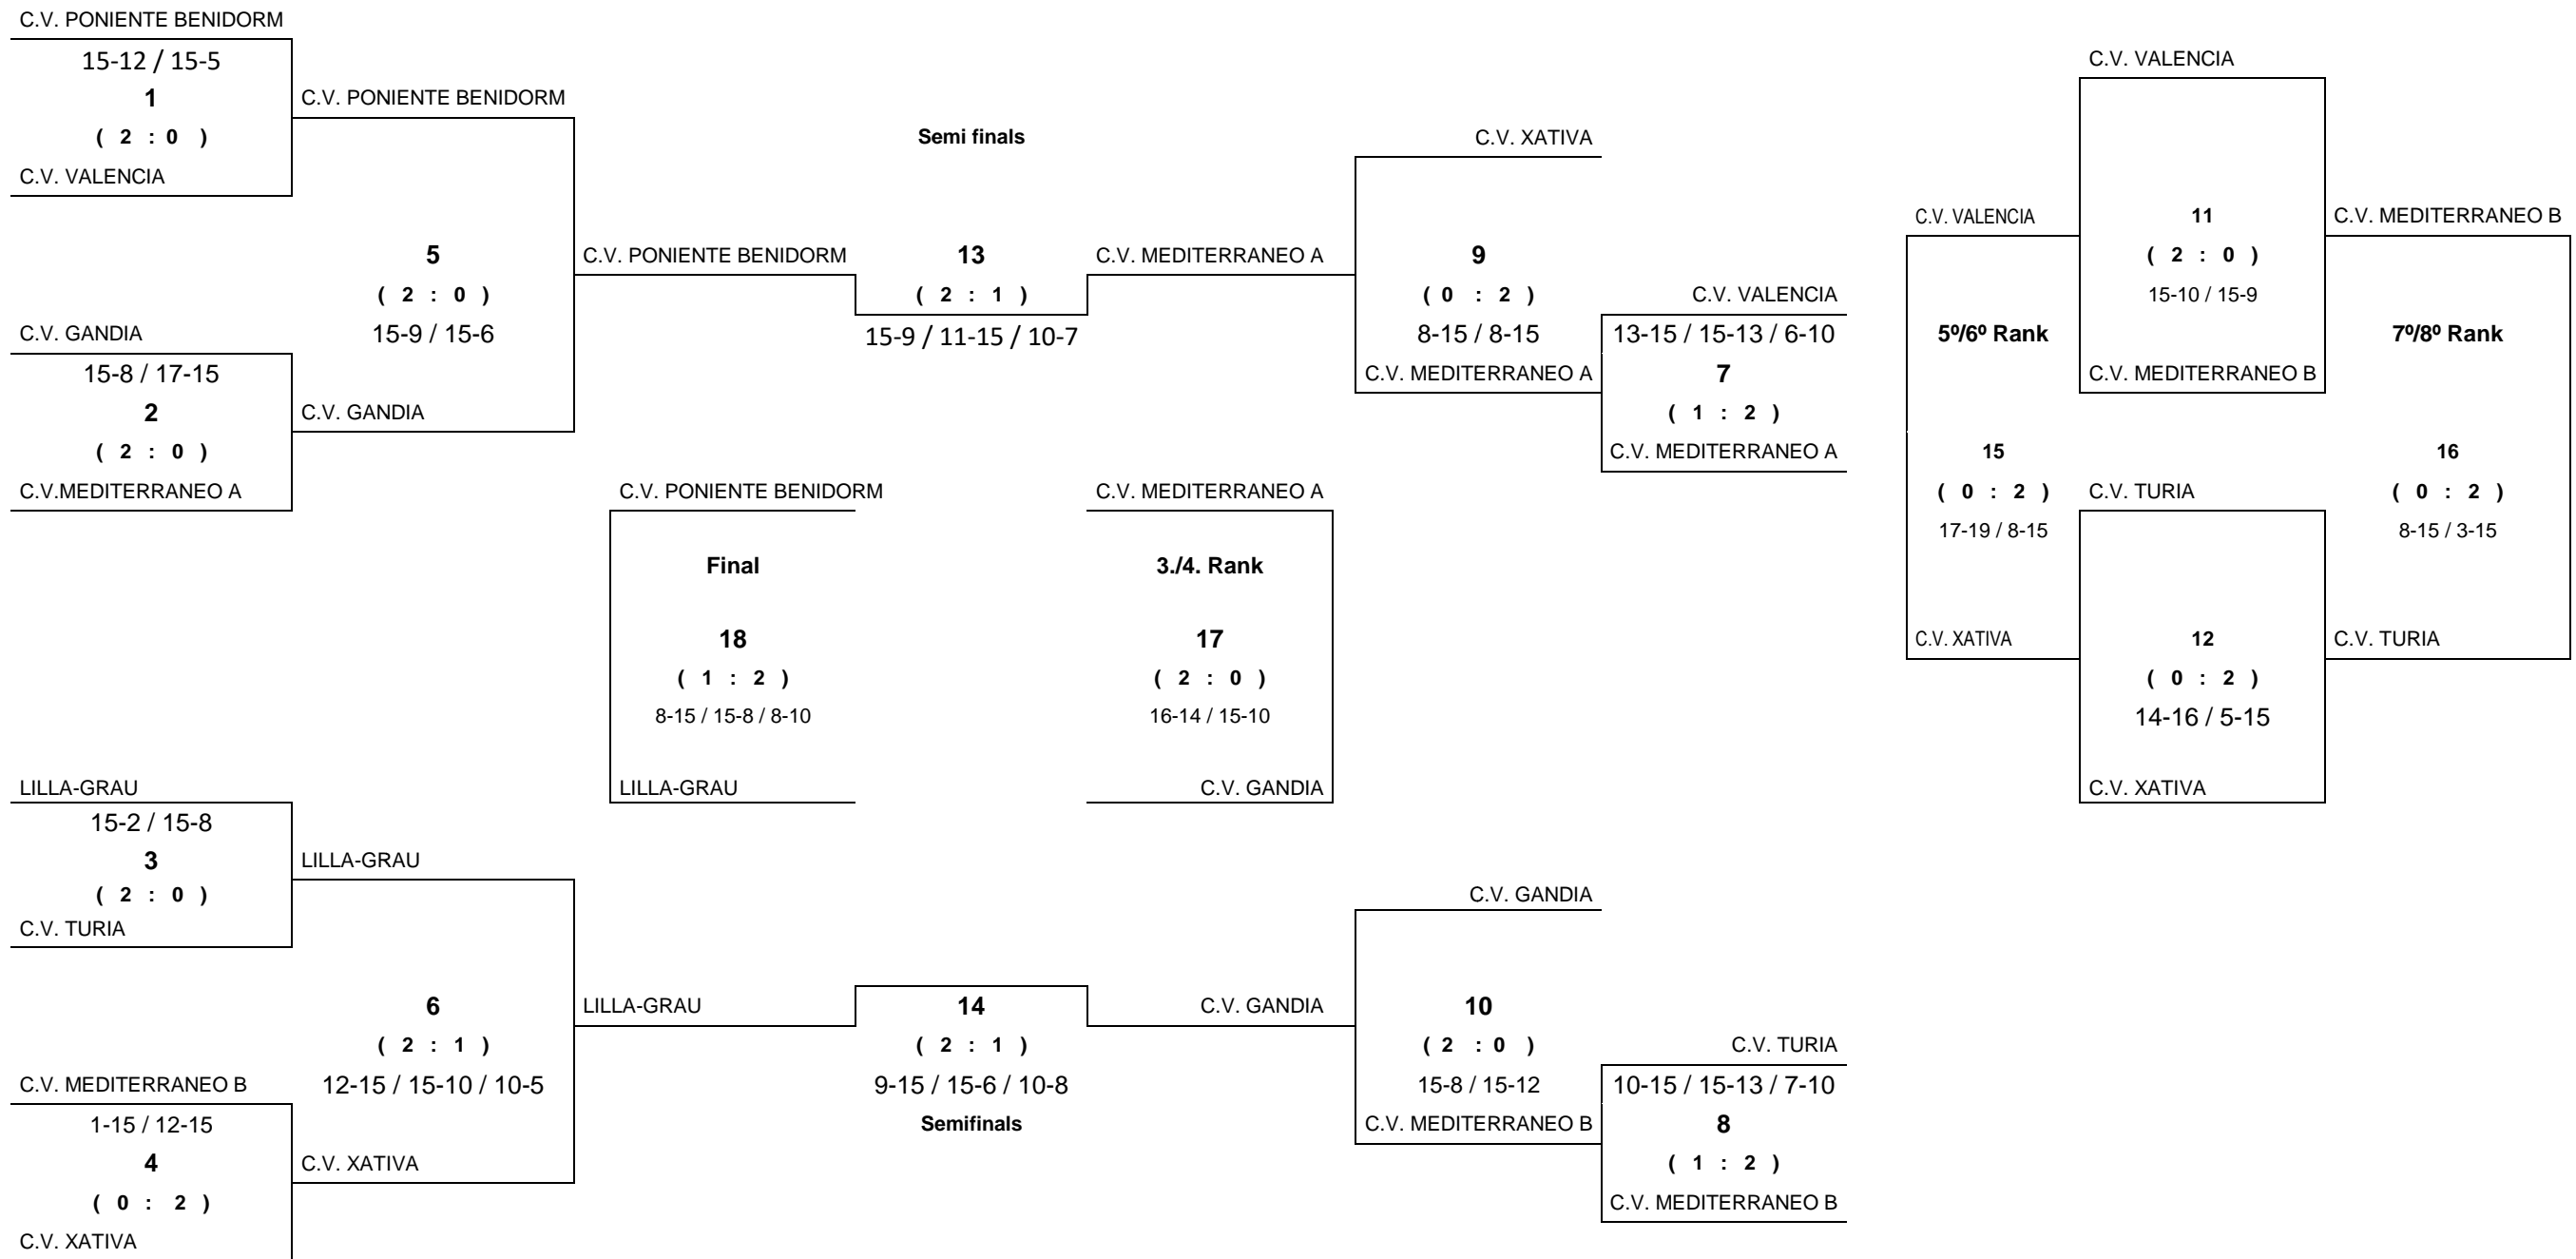 C.V. PONIENTE BENIDORM
15-12 / 15-5
1
( 2 : 0 )
C.V. VALENCIA
C.V. PONIENTE BENIDORM
C.V. GANDIA
15-8 / 17-15
2
( 2 : 0 )
C.V.MEDITERRANEO A
5
( 2 : 0 )
15-9 / 15-6
C.V. GANDIA
C.V. PONIENTE BENIDORM
Semi finals
13
( 2 : 1 )
15-9 / 11-15 / 10-7
C.V. MEDITERRANEO A
C.V. XATIVA
9
( 0 : 2 )
8-15 / 8-15
C.V. MEDITERRANEO A
C.V. VALENCIA
13-15 / 15-13 / 6-10
7
( 1 : 2 )
C.V. MEDITERRANEO A
C.V. PONIENTE BENIDORM
Final
18
( 1 : 2 )
8-15 / 15-8 / 8-10
LILLA-GRAU
C.V. MEDITERRANEO A
3./4. Rank
17
( 2 : 0 )
16-14 / 15-10
C.V. GANDIA
LILLA-GRAU
15-2 / 15-8
3
( 2 : 0 )
C.V. TURIA
LILLA-GRAU
C.V. MEDITERRANEO B
1-15 / 12-15
4
( 0 : 2 )
C.V. XATIVA
6
( 2 : 1 )
12-15 / 15-10 / 10-5
C.V. XATIVA
LILLA-GRAU
14
( 2 : 1 )
9-15 / 15-6 / 10-8
Semifinals
C.V. GANDIA
C.V. GANDIA
10
( 2 : 0 )
15-8 / 15-12
C.V. MEDITERRANEO B
C.V. TURIA
10-15 / 15-13 / 7-10
8
( 1 : 2 )
C.V. MEDITERRANEO B
C.V. VALENCIA
11
( 2 : 0 )
15-10 / 15-9
C.V. MEDITERRANEO B
C.V. VALENCIA
5º/6º Rank
15
( 0 : 2 )
17-19 / 8-15
C.V. XATIVA
C.V. TURIA
12
( 0 : 2 )
14-16 / 5-15
C.V. XATIVA
C.V. MEDITERRANEO B
7º/8º Rank
16
( 0 : 2 )
8-15 / 3-15
C.V. TURIA